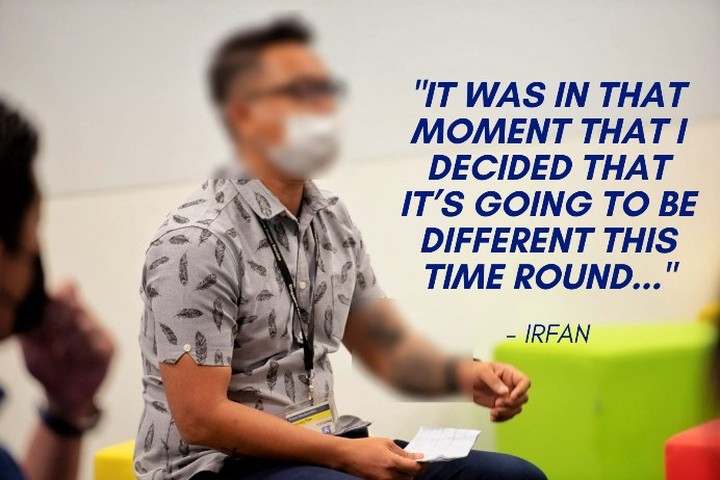 "IT WAS IN THAT
MOMENT THAT I
DECIDED THAT
IT’S GOING TO BE
DIFFERENT THIS
TIME ROUND..."
– IRFAN